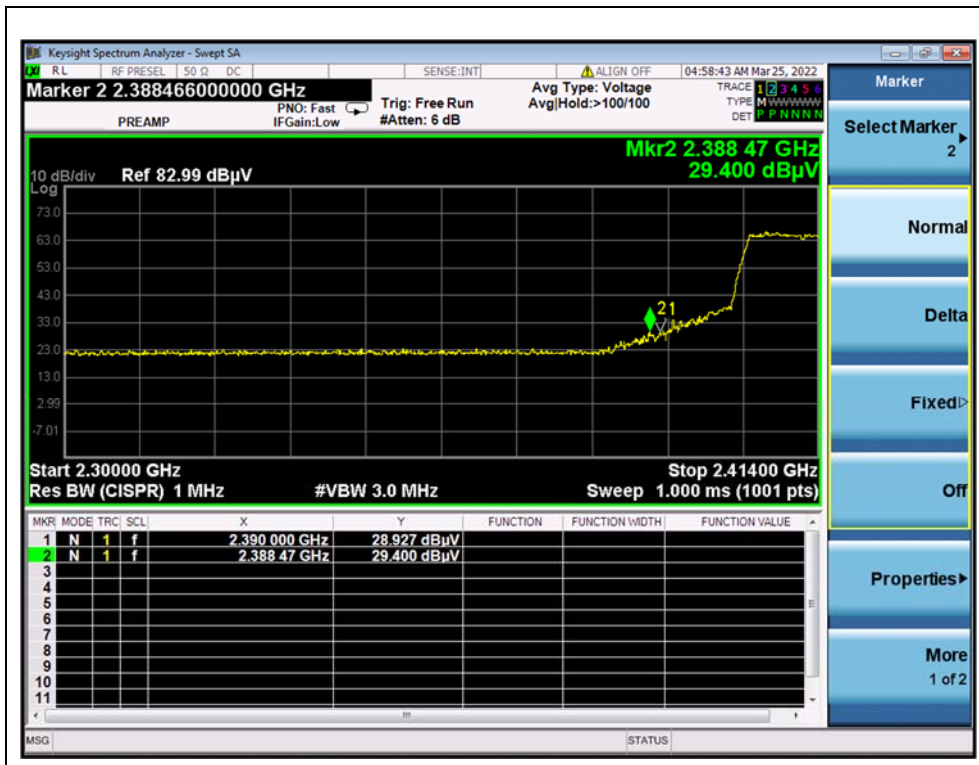 Keysight Spectrum Analyzer - Swept SA
LXI RL RF PRESEL 50 Ω DC SENSE:INT ALIGN OFF 04:58:43 AM Mar 25, 2022
Marker 2 2.388466000000 GHz
Avg Type: Voltage
TRACE 1 2 3 4 5 6
PNO: Fast
Trig: Free Run
Avg|Hold:>100/100
TYPE M WWWWW
PREAMP
IFGain:Low
#Atten: 6 dB
DET P P N N N N
Mkr2 2.388 47 GHz
29.400 dBµV
10 dB/div
Ref 82.99 dBµV
Log
73.0
63.0
53.0
43.0
33.0
23.0
13.0
2.99
-7.01
2 1
Start 2.30000 GHz
Stop 2.41400 GHz
Res BW (CISPR) 1 MHz
#VBW 3.0 MHz
Sweep 1.000 ms (1001 pts)
MKR MODE TRC SCL X Y FUNCTION FUNCTION WIDTH FUNCTION VALUE
1 N 1 f 2.390 000 GHz 28.927 dBµV
2 N 1 f 2.388 47 GHz 29.400 dBµV
3
4
5
6
7
8
9
10
11
MSG
STATUS
Marker
Select Marker
2
Normal
Delta
Fixed
Off
Properties
More
1 of 2